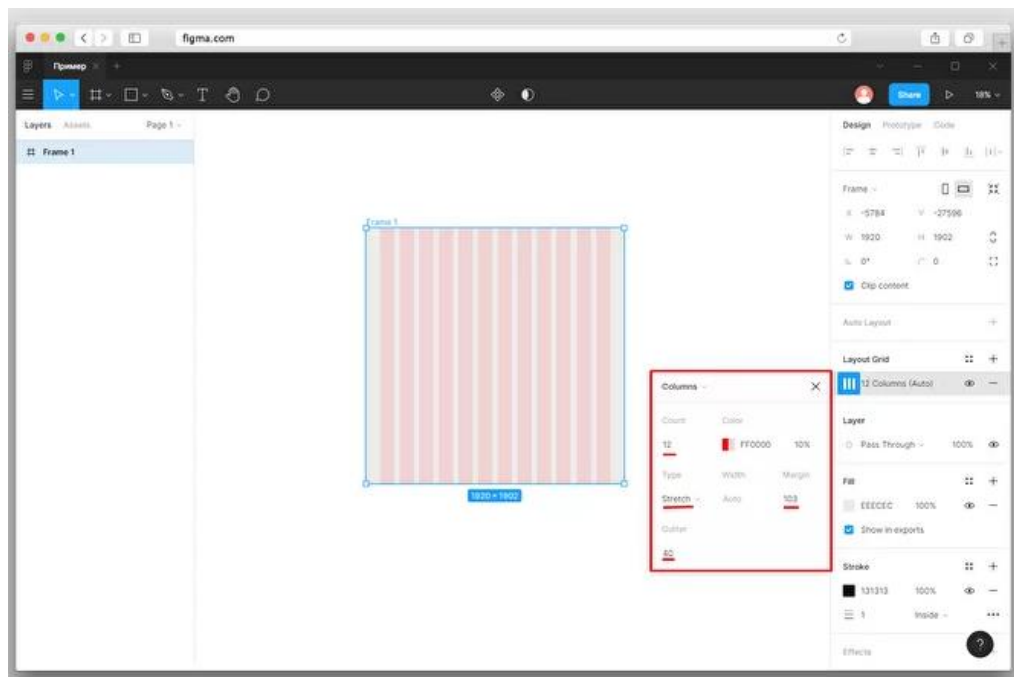 figma.com
Пример
Share
18%
Layers Assets Page 1
Design Prototype Code
Frame 1
Frame 1
1920 × 1902
Columns
Count Color
12 FF0000 10%
Type Width Margin
Stretch Auto 103
Gutter
40
Frame
X -5784 Y -27596
W 1920 H 1902
0° 0
Clip content
Auto Layout
Layout Grid
12 Columns (Auto)
Layer
Pass Through 100%
Fill
EEECEC 100%
Show in exports
Stroke
131313 100%
1 Inside
Effects
?